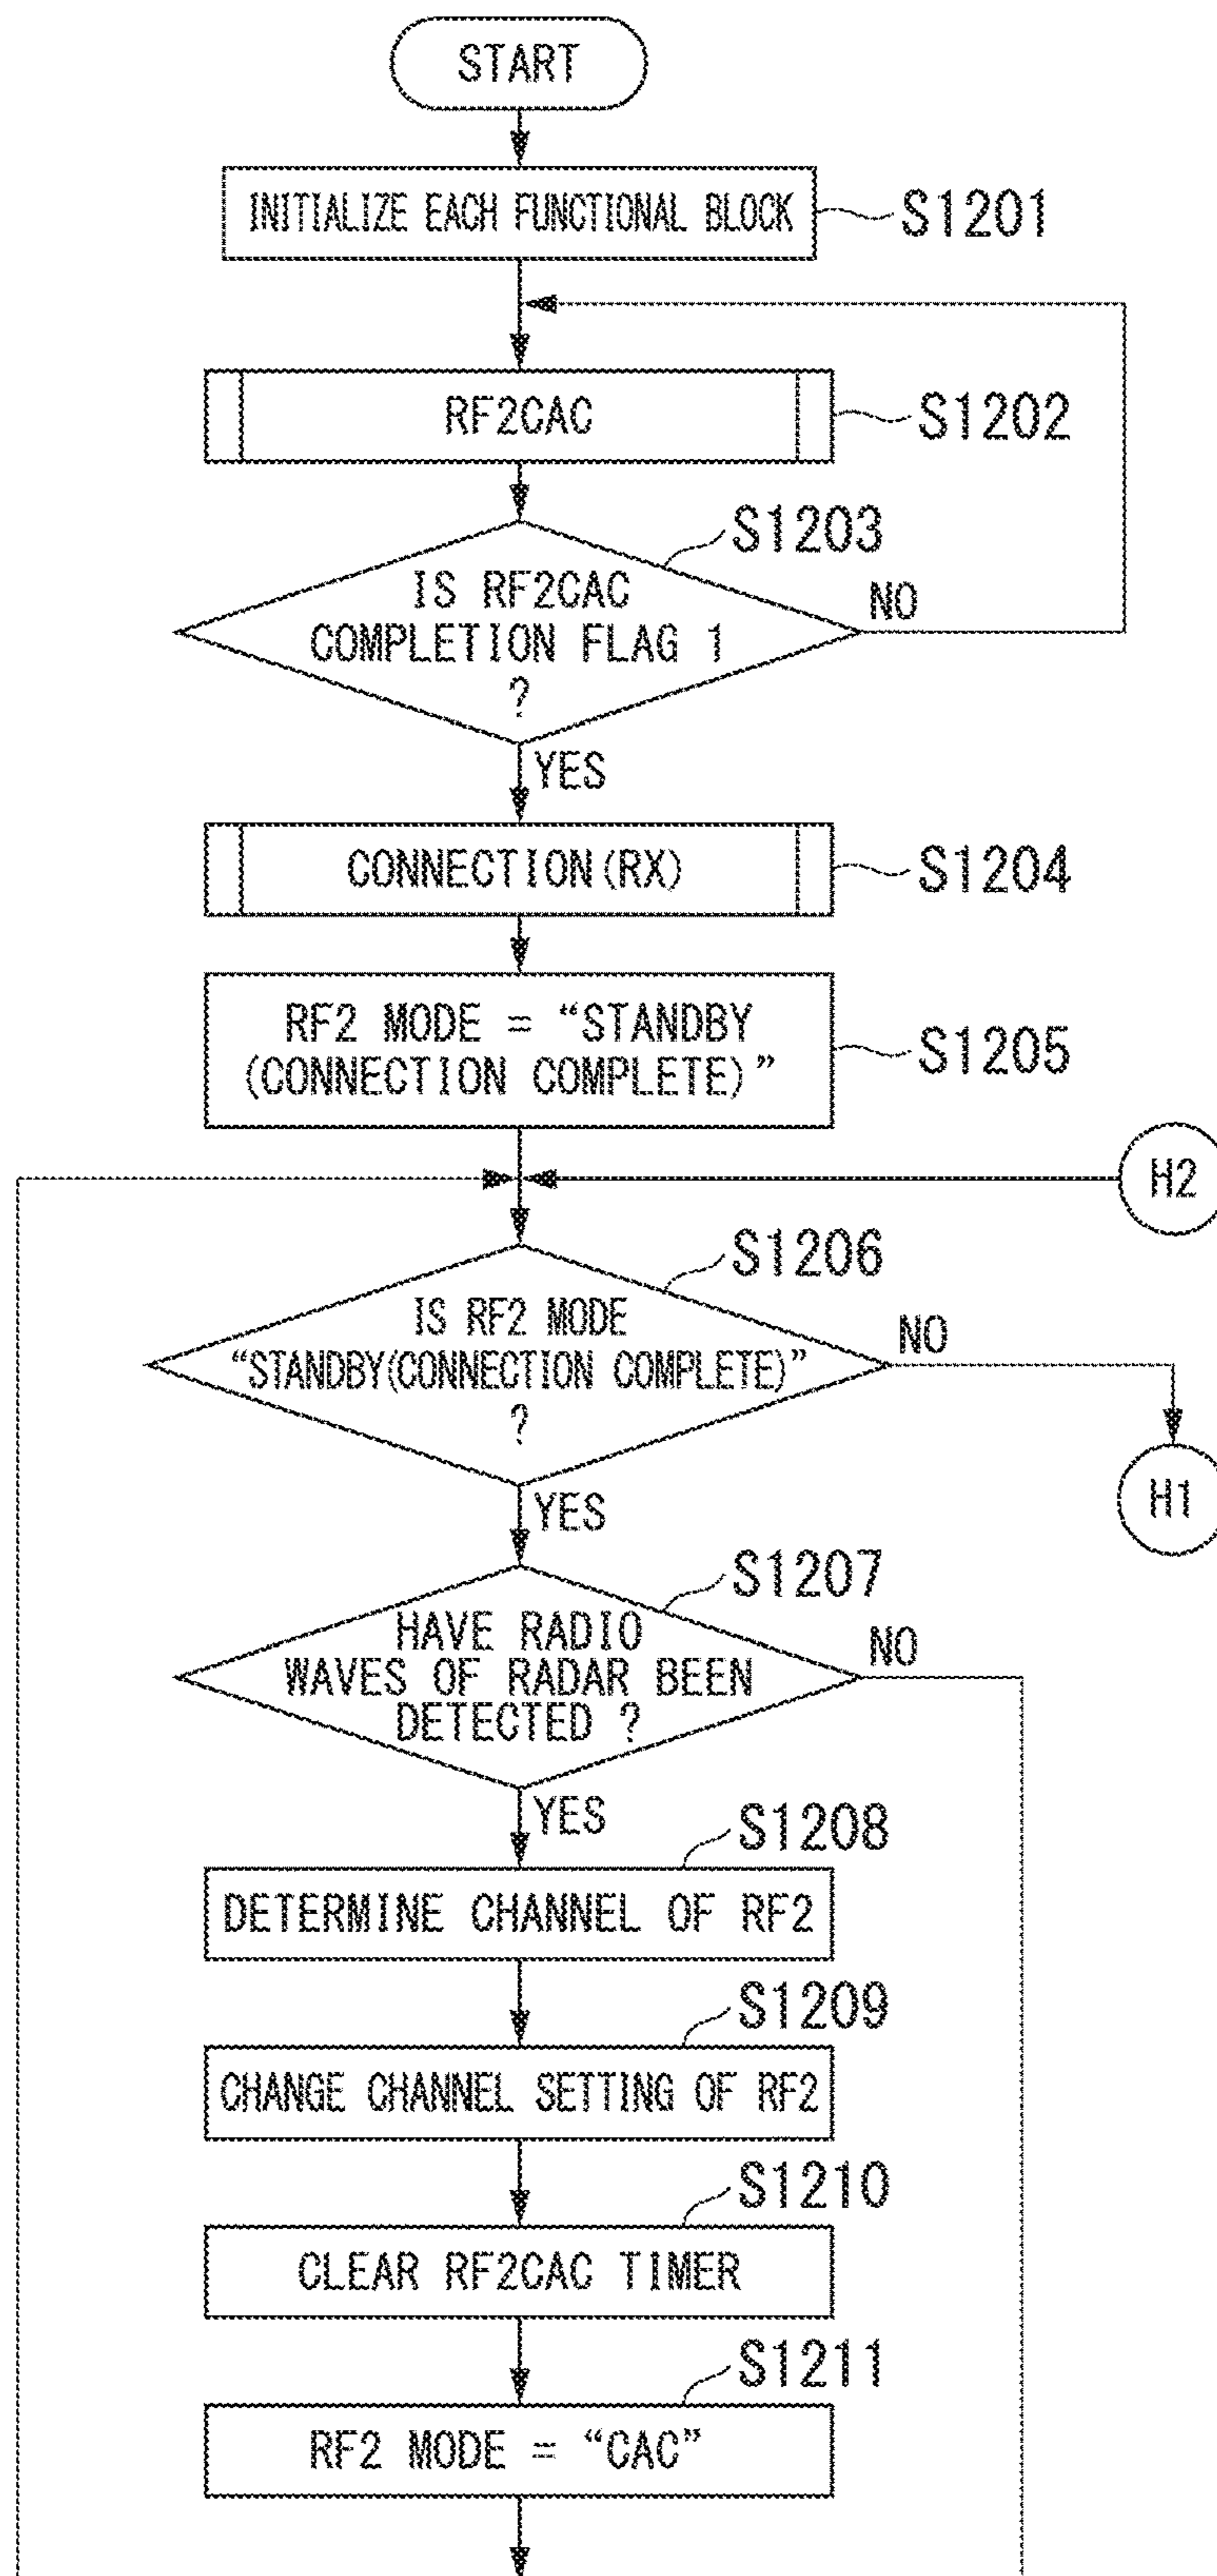 START
INITIALIZE EACH FUNCTIONAL BLOCK
S1201
RF2CAC
S1202
S1203
IS RF2CAC
COMPLETION FLAG 1
?
NO
YES
CONNECTION(RX)
S1204
RF2 MODE = “STANDBY
(CONNECTION COMPLETE)”
S1205
H2
S1206
IS RF2 MODE
“STANDBY(CONNECTION COMPLETE)”
?
NO
YES
H1
S1207
HAVE RADIO
WAVES OF RADAR BEEN
DETECTED ?
NO
YES
S1208
DETERMINE CHANNEL OF RF2
S1209
CHANGE CHANNEL SETTING OF RF2
S1210
CLEAR RF2CAC TIMER
S1211
RF2 MODE = “CAC”